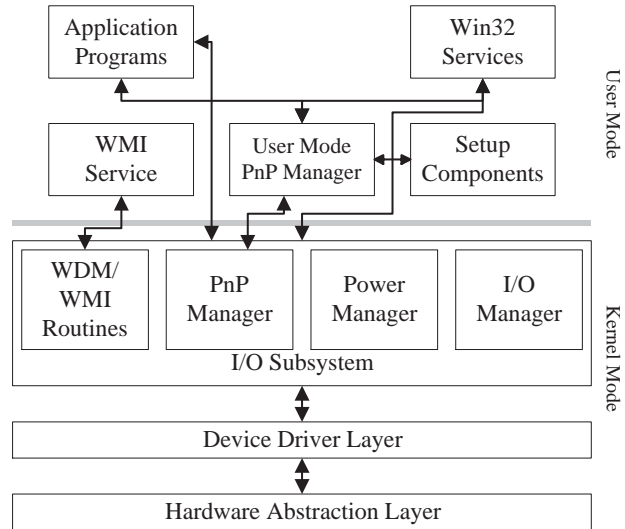 Application
Programs
Win32
Services
User Mode
WMI
Service
User Mode
PnP Manager
Setup
Components
WDM/
WMI
Routines
PnP
Manager
Power
Manager
I/O
Manager
I/O Subsystem
Kernel Mode
Device Driver Layer
Hardware Abstraction Layer